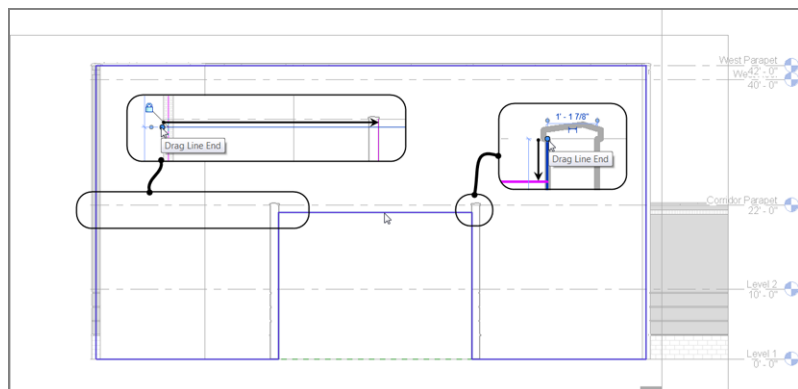 West Parapet
42' - 0"
We
40' - 0"
1' - 1 7/8"
Drag Line End
Drag Line End
Corridor Parapet
22' - 0"
Level 2
10' - 0"
Level 1
0' - 0"